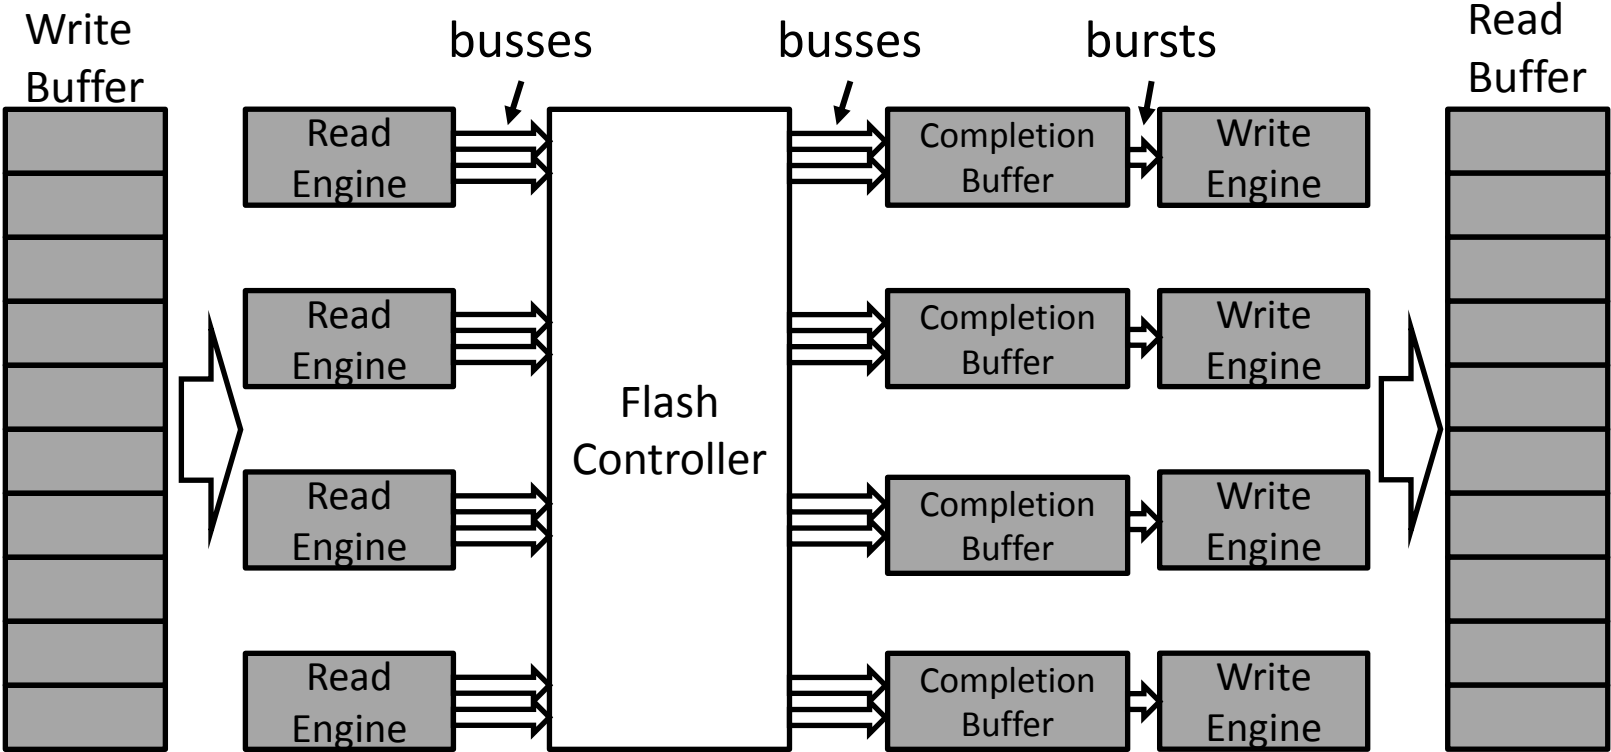 Write
Buffer
busses
busses
bursts
Read
Buffer
Read
Engine
Completion
Buffer
Write
Engine
Read
Engine
Completion
Buffer
Write
Engine
Flash
Controller
Read
Engine
Completion
Buffer
Write
Engine
Read
Engine
Completion
Buffer
Write
Engine